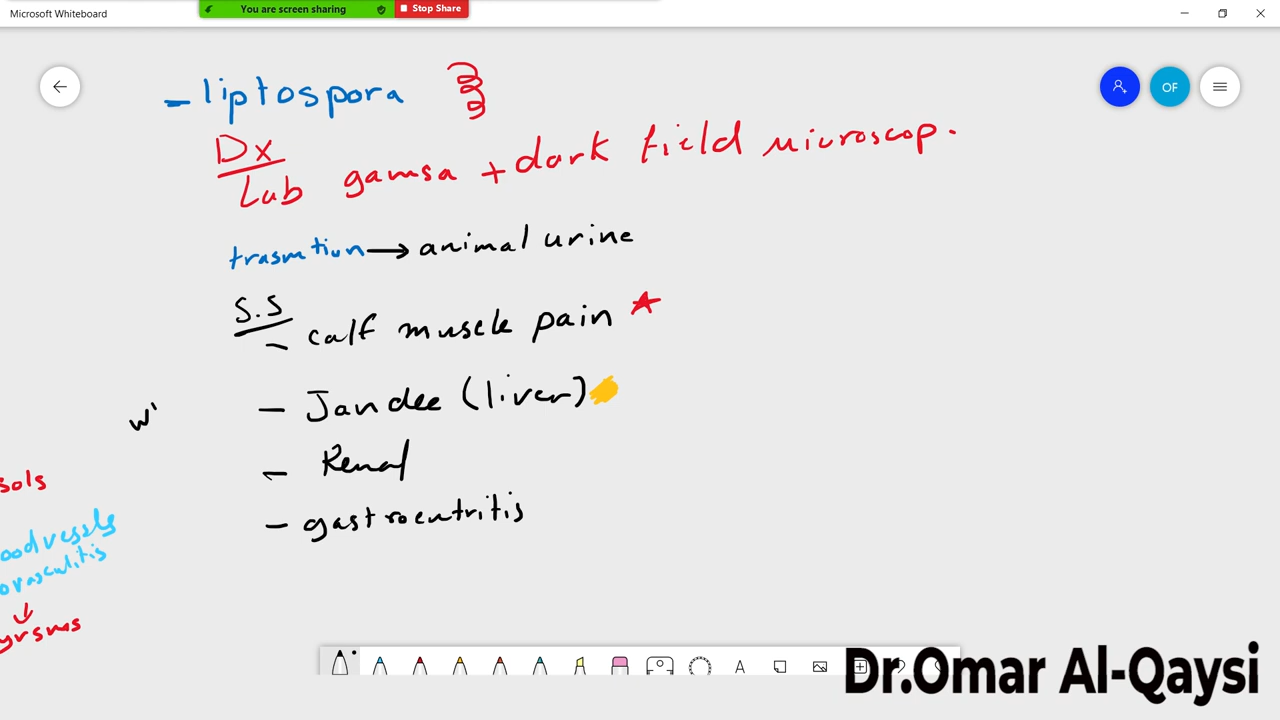 Microsoft Whiteboard
You are screen sharing
Stop Share
OF
- liptospora
Dx
Lab gamsa + dark field microscop.
trasmtion → animal urine
S.S
- calf muscle pain
- Jandee (liver)
- Renal
- gastroentritis
w'
sols
oodvessels
ovasculitis
↓
yrsms
A
Dr.Omar Al-Qaysi